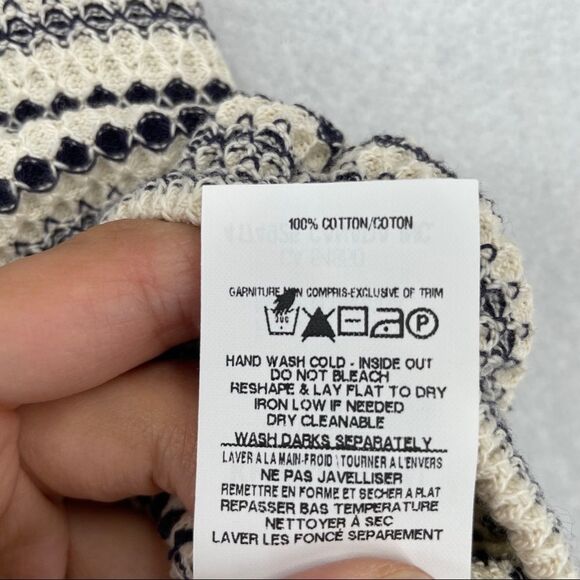 100% COTTON/COTON
GARNITURE NON COMPRIS-EXCLUSIVE OF TRIM
HAND WASH COLD - INSIDE OUT
DO NOT BLEACH
RESHAPE & LAY FLAT TO DRY
IRON LOW IF NEEDED
DRY CLEANABLE
WASH DARKS SEPARATELY
LAVER A LA MAIN-FROID \ TOURNER A L'ENVERS
NE PAS JAVELLISER
REMETTRE EN FORME ET SECHER A PLAT
REPASSER BAS TEMPERATURE
NETTOYER À SEC
LAVER LES FONCÉ SEPAREMENT